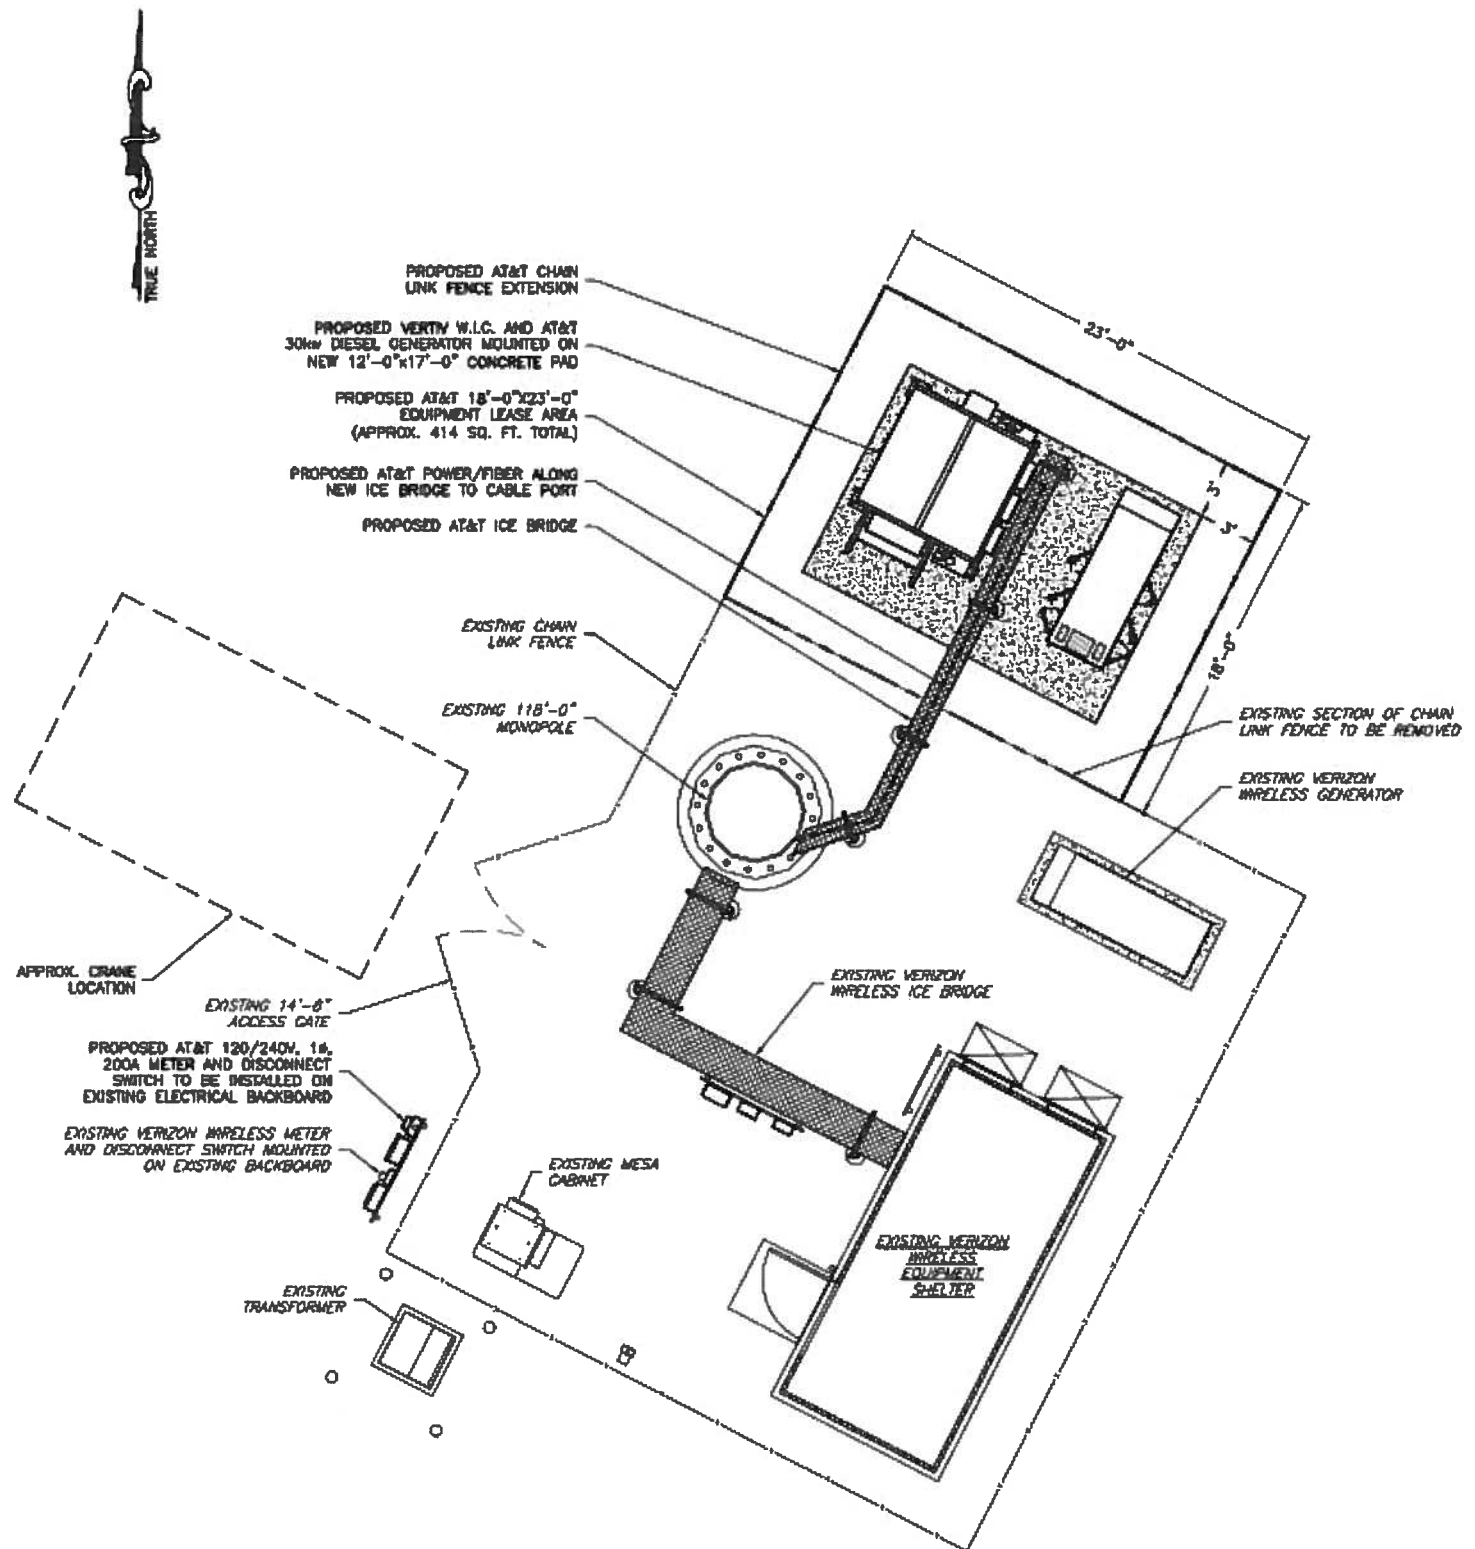 TRUE NORTH
PROPOSED AT&T CHAIN
LINK FENCE EXTENSION
PROPOSED VERTIV W.I.C. AND AT&T
30kw DIESEL GENERATOR MOUNTED ON
NEW 12'-0"x17'-0" CONCRETE PAD
PROPOSED AT&T 18'-0"X23'-0"
EQUIPMENT LEASE AREA
(APPROX. 414 SQ. FT. TOTAL)
PROPOSED AT&T POWER/FIBER ALONG
NEW ICE BRIDGE TO CABLE PORT
PROPOSED AT&T ICE BRIDGE
23'-0"
3'
3'
18'-0"
EXISTING CHAIN
LINK FENCE
EXISTING 118'-0"
MONOPOLE
EXISTING SECTION OF CHAIN
LINK FENCE TO BE REMOVED
EXISTING VERIZON
WIRELESS GENERATOR
APPROX. CRANE
LOCATION
EXISTING 14'-6"
ACCESS GATE
EXISTING VERIZON
WIRELESS ICE BRIDGE
PROPOSED AT&T 120/240V, 1ø,
200A METER AND DISCONNECT
SWITCH TO BE INSTALLED ON
EXISTING ELECTRICAL BACKBOARD
EXISTING VERIZON WIRELESS METER
AND DISCONNECT SWITCH MOUNTED
ON EXISTING BACKBOARD
EXISTING MESA
CABINET
EXISTING VERIZON
WIRELESS
EQUIPMENT
SHELTER
EXISTING
TRANSFORMER